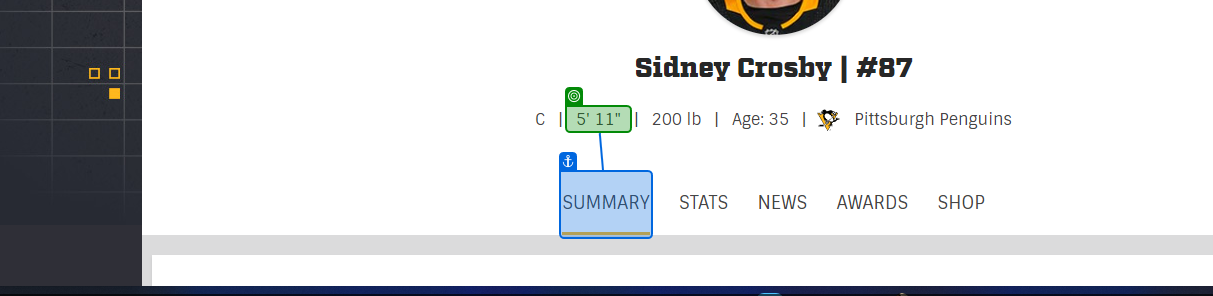 Sidney Crosby | #87
C | 5' 11" | 200 lb | Age: 35 | Pittsburgh Penguins
SUMMARY STATS NEWS AWARDS SHOP